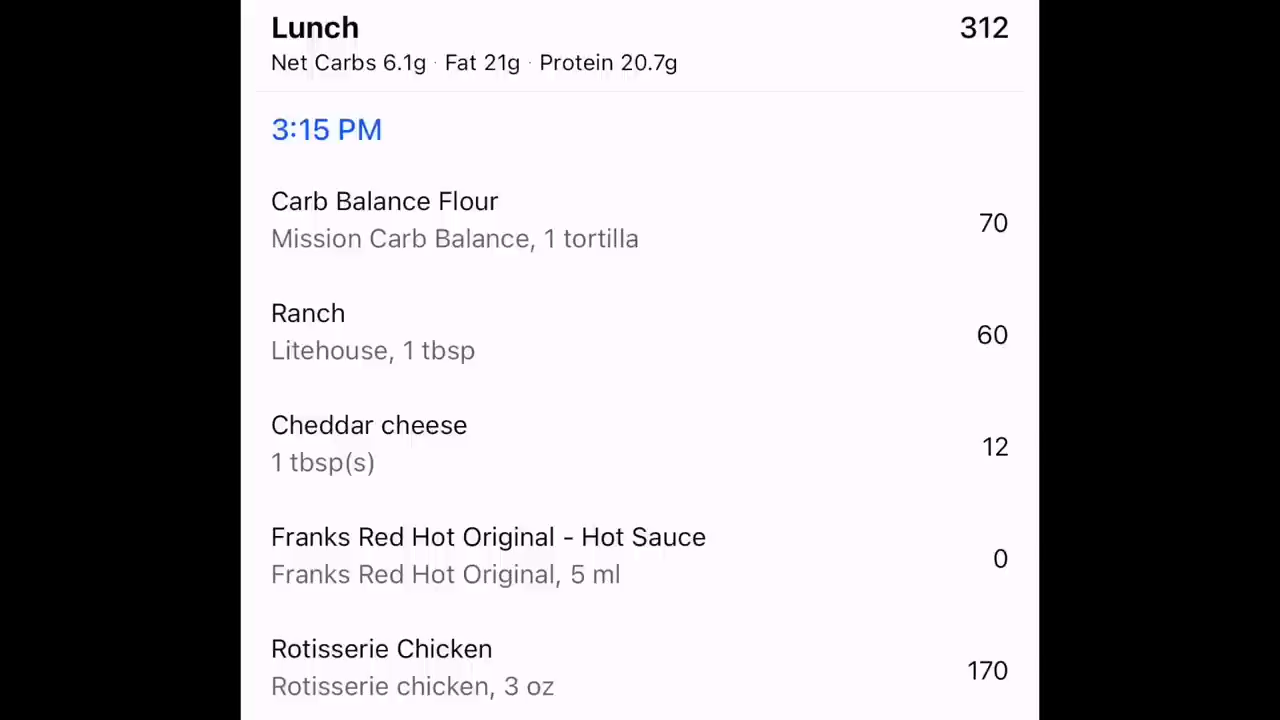 Lunch 312
Net Carbs 6.1g · Fat 21g · Protein 20.7g
3:15 PM
Carb Balance Flour
Mission Carb Balance, 1 tortilla 70
Ranch
Litehouse, 1 tbsp 60
Cheddar cheese
1 tbsp(s) 12
Franks Red Hot Original - Hot Sauce
Franks Red Hot Original, 5 ml 0
Rotisserie Chicken
Rotisserie chicken, 3 oz 170